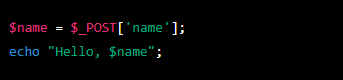 $name = $_POST['name'];
echo "Hello, $name";